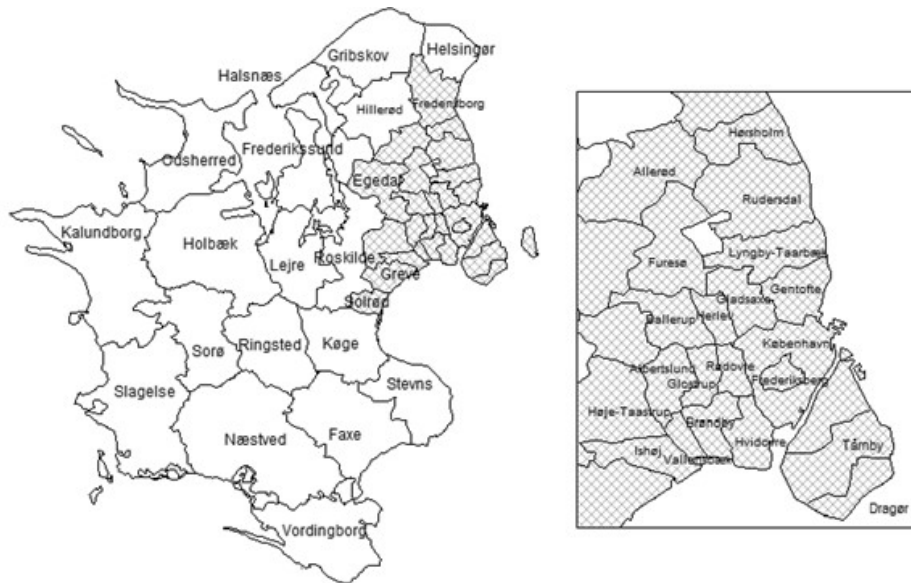 Helsingør
Gribskov
Halsnæs
Hillerød
Fredensborg
Frederikssund
Odsherred
Egedal
Kalundborg
Holbæk
Lejre
Roskilde
Greve
Solrød
Sorø
Ringsted
Køge
Slagelse
Stevns
Næstved
Faxe
Vordingborg
Hørsholm
Allerød
Rudersdal
Lyngby-Taarbæk
Furesø
Gentofte
Gladsaxe
Ballerup
Herlev
København
Albertslund
Rødovre
Glostrup
Frederiksberg
Høje-Taastrup
Brøndby
Hvidovre
Ishøj
Vallensbæk
Tårnby
Dragør